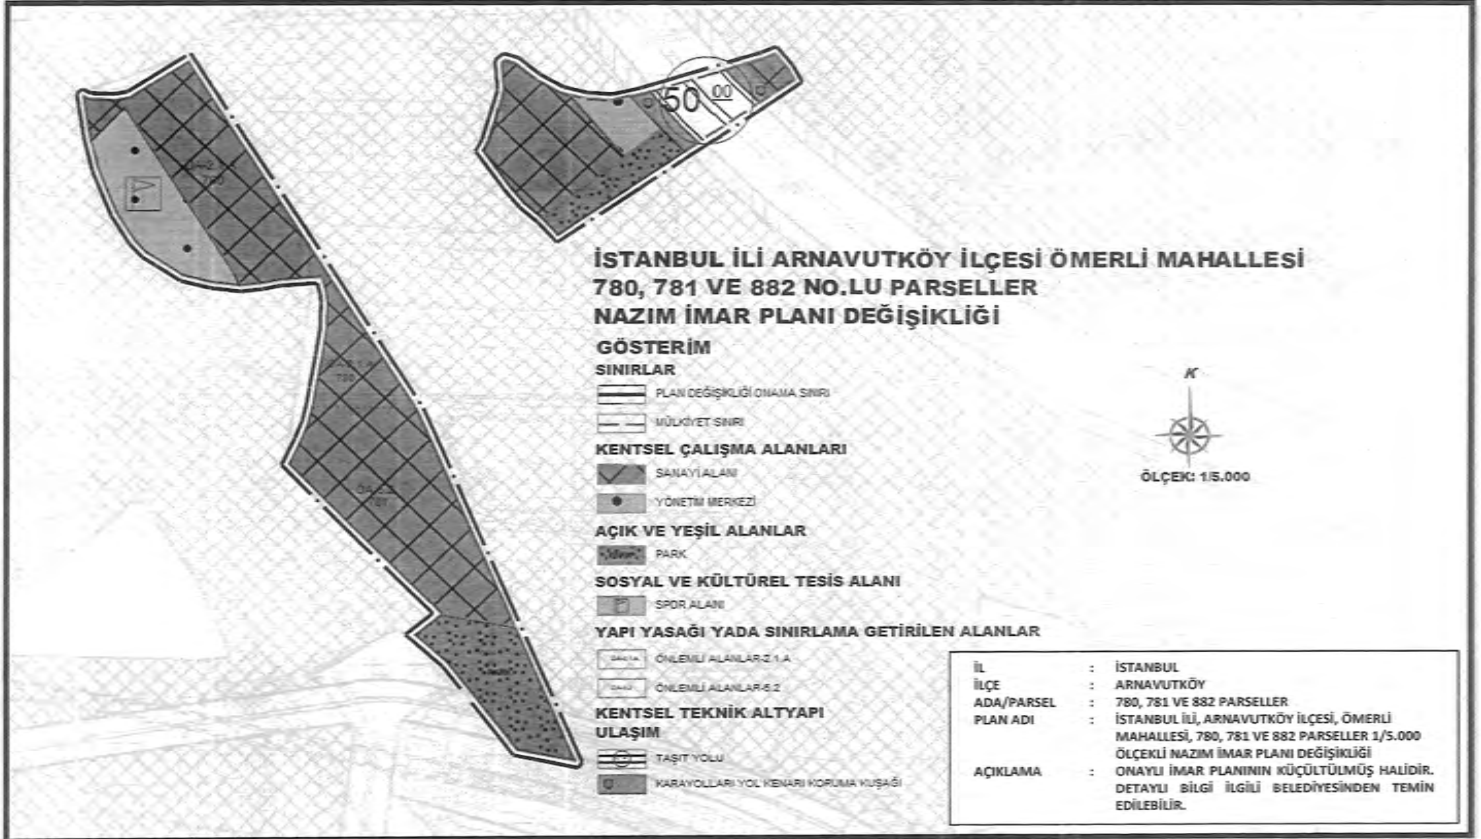 50 00
İSTANBUL İLİ ARNAVUTKÖY İLÇESİ ÖMERLİ MAHALLESİ
780, 781 VE 882 NO.LU PARSELLER
NAZIM İMAR PLANI DEĞİŞİKLİĞİ
GÖSTERİM
SINIRLAR
PLAN DEĞİŞİKLİĞİ ONAMA SINIRI
MÜLKİYET SINIRI
KENTSEL ÇALIŞMA ALANLARI
SANAYİ ALANI
YÖNETİM MERKEZİ
AÇIK VE YEŞİL ALANLAR
PARK
SOSYAL VE KÜLTÜREL TESİS ALANI
SPOR ALANI
YAPI YASAĞI YADA SINIRLAMA GETİRİLEN ALANLAR
ÖNLEMLİ ALANLAR-2.1.A
ÖNLEMLİ ALANLAR-5.2
KENTSEL TEKNİK ALTYAPI
ULAŞIM
TAŞIT YOLU
KARAYOLLARI YOL KENARI KORUMA KUŞAĞI
K
ÖLÇEK: 1/5.000
İL : İSTANBUL
İLÇE : ARNAVUTKÖY
ADA/PARSEL : 780, 781 VE 882 PARSELLER
PLAN ADI : İSTANBUL İLİ, ARNAVUTKÖY İLÇESİ, ÖMERLİ
MAHALLESİ, 780, 781 VE 882 PARSELLER 1/5.000
ÖLÇEKLİ NAZIM İMAR PLANI DEĞİŞİKLİĞİ
AÇIKLAMA : ONAYLI İMAR PLANININ KÜÇÜLTÜLMÜŞ HALİDİR.
DETAYLI BİLGİ İLGİLİ BELEDİYESİNDEN TEMİN
EDİLEBİLİR.